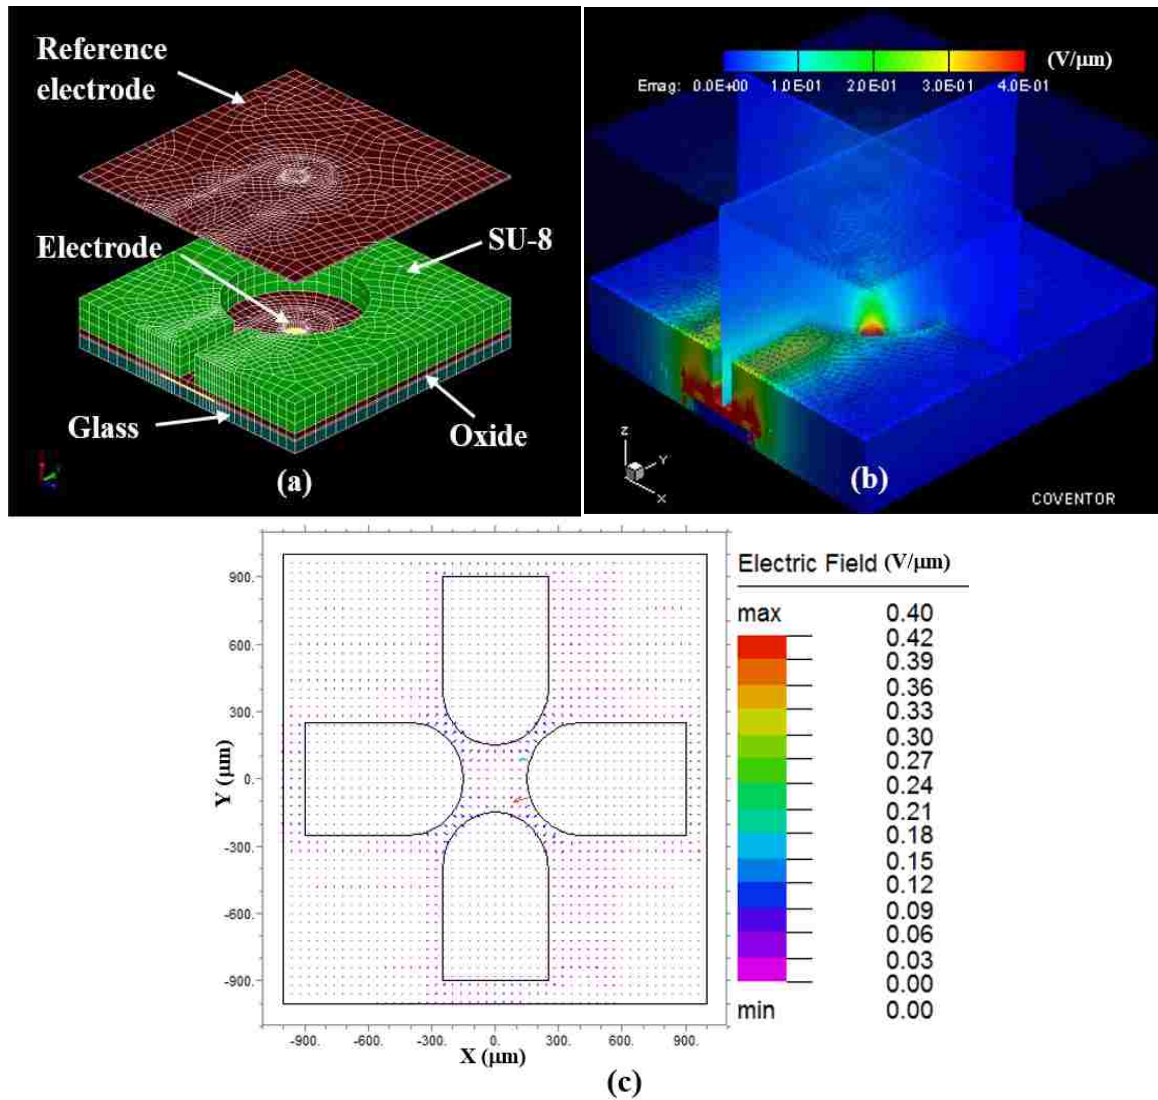 Reference
electrode
Electrode
SU-8
Glass
Oxide
(a)
(V/μm)
Emag: 0.0E+00 1.0E-01 2.0E-01 3.0E-01 4.0E-01
Z
Y
X
(b)
COVENTOR
Electric Field (V/μm)
max 0.40
0.42
0.39
0.36
0.33
0.30
0.27
0.24
0.21
0.18
0.15
0.12
0.09
0.06
0.03
0.00
min 0.00
900.
600.
300.
0.
-300.
-600.
-900.
Y (μm)
-900. -600. -300. 0. 300. 600. 900.
X (μm)
(c)